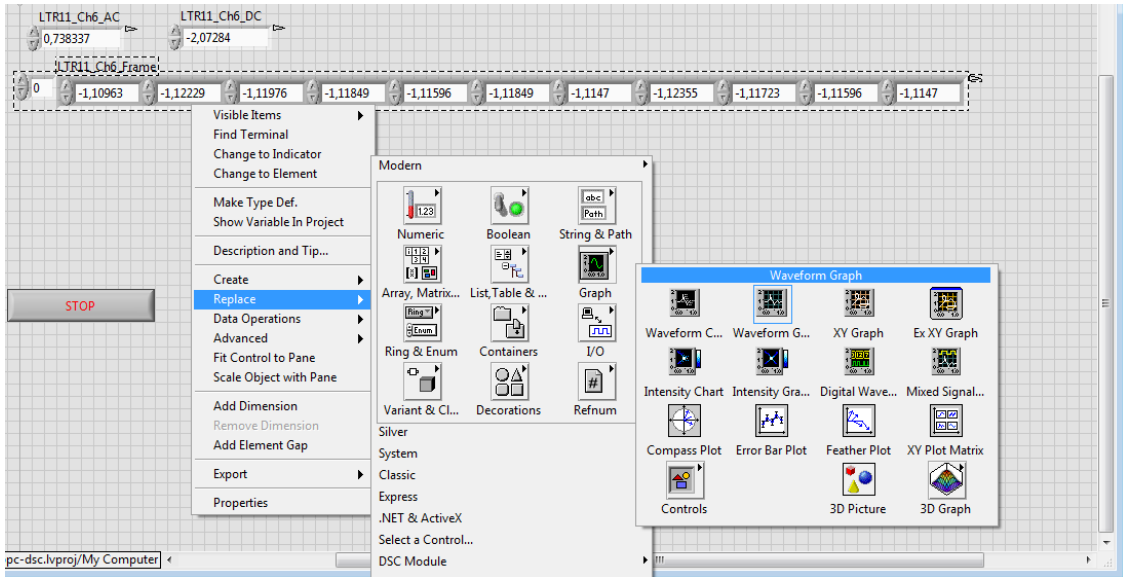 LTR11_Ch6_AC LTR11_Ch6_DC
0,738337 -2,07284
LTR11_Ch6_Frame
0 -1,10963 -1,12229 -1,11976 -1,11849 -1,11596 -1,11849 -1,1147 -1,12355 -1,11723 -1,11596 -1,1147
STOP
Visible Items
Find Terminal
Change to Indicator
Change to Element
Make Type Def.
Show Variable In Project
Description and Tip...
Create
Replace
Data Operations
Advanced
Fit Control to Pane
Scale Object with Pane
Add Dimension
Remove Dimension
Add Element Gap
Export
Properties
Modern
Numeric Boolean String & Path
Array, Matrix... List, Table & ... Graph
Ring & Enum Containers I/O
Variant & Cl... Decorations Refnum
Silver
System
Classic
Express
.NET & ActiveX
Select a Control...
DSC Module
Waveform Graph
Waveform C... Waveform G... XY Graph Ex XY Graph
Intensity Chart Intensity Gra... Digital Wave... Mixed Signal...
Compass Plot Error Bar Plot Feather Plot XY Plot Matrix
Controls 3D Picture 3D Graph
pc-dsc.lvproj/My Computer